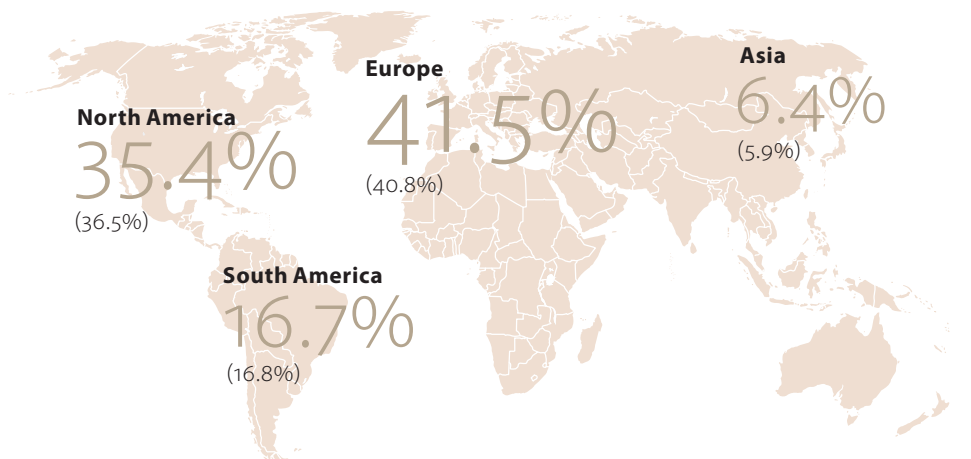 North America
35.4%
(36.5%)
Europe
41.5%
(40.8%)
Asia
6.4%
(5.9%)
South America
16.7%
(16.8%)